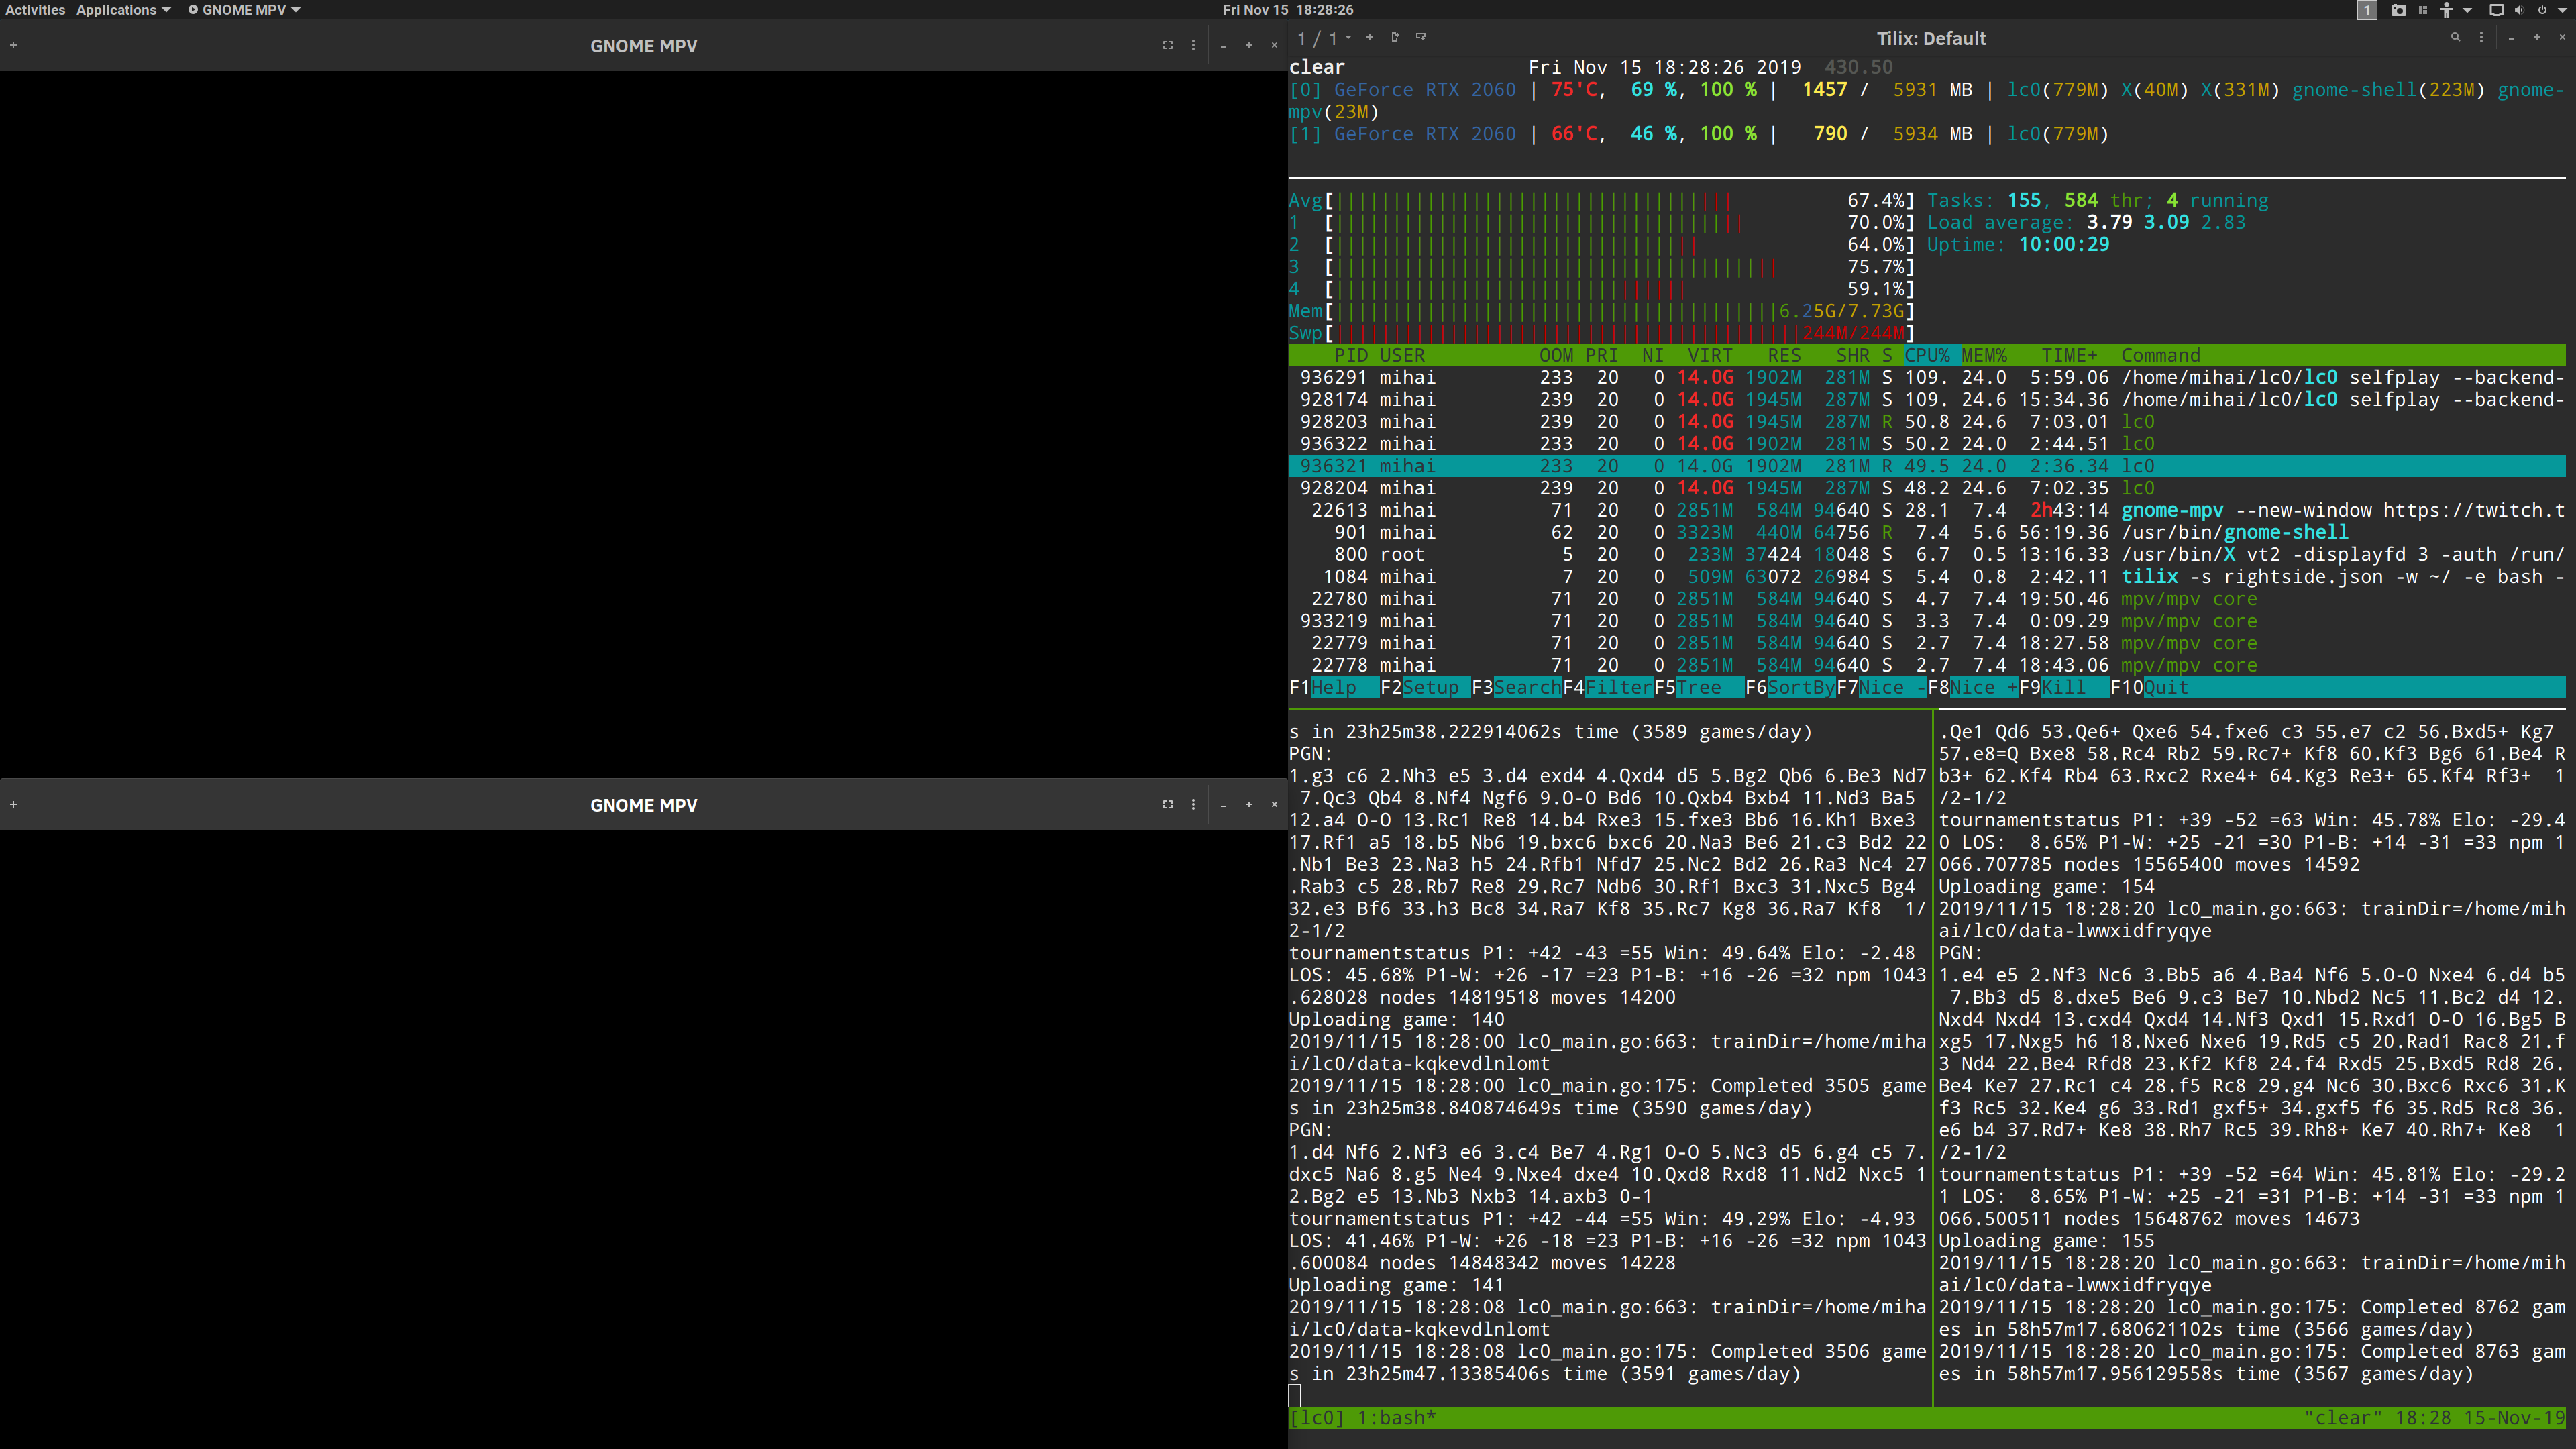 Activities Applications GNOME MPV Fri Nov 15 18:28:26 1
GNOME MPV
GNOME MPV
1 / 1 Tilix: Default
clear Fri Nov 15 18:28:26 2019 430.50
[0] GeForce RTX 2060 | 75'C, 69 %, 100 % | 1457 / 5931 MB | lc0(779M) X(40M) X(331M) gnome-shell(223M) gnome-
mpv(23M)
[1] GeForce RTX 2060 | 66'C, 46 %, 100 % | 790 / 5934 MB | lc0(779M)
Avg[ 67.4%] Tasks: 155, 584 thr; 4 running
1 [ 70.0%] Load average: 3.79 3.09 2.83
2 [ 64.0%] Uptime: 10:00:29
3 [ 75.7%]
4 [ 59.1%]
Mem[ 6.25G/7.73G]
Swp[ 244M/244M]
PID USER OOM PRI NI VIRT RES SHR S CPU% MEM% TIME+ Command
936291 mihai 233 20 0 14.0G 1902M 281M S 109. 24.0 5:59.06 /home/mihai/lc0/lc0 selfplay --backend-
928174 mihai 239 20 0 14.0G 1945M 287M S 109. 24.6 15:34.36 /home/mihai/lc0/lc0 selfplay --backend-
928203 mihai 239 20 0 14.0G 1945M 287M R 50.8 24.6 7:03.01 lc0
936322 mihai 233 20 0 14.0G 1902M 281M S 50.2 24.0 2:44.51 lc0
936321 mihai 233 20 0 14.0G 1902M 281M R 49.5 24.0 2:36.34 lc0
928204 mihai 239 20 0 14.0G 1945M 287M S 48.2 24.6 7:02.35 lc0
22613 mihai 71 20 0 2851M 584M 94640 S 28.1 7.4 2h43:14 gnome-mpv --new-window https://twitch.t
901 mihai 62 20 0 3323M 440M 64756 R 7.4 5.6 56:19.36 /usr/bin/gnome-shell
800 root 5 20 0 233M 37424 18048 S 6.7 0.5 13:16.33 /usr/bin/X vt2 -displayfd 3 -auth /run/
1084 mihai 7 20 0 509M 63072 26984 S 5.4 0.8 2:42.11 tilix -s rightside.json -w ~/ -e bash -
22780 mihai 71 20 0 2851M 584M 94640 S 4.7 7.4 19:50.46 mpv/mpv core
933219 mihai 71 20 0 2851M 584M 94640 S 3.3 7.4 0:09.29 mpv/mpv core
22779 mihai 71 20 0 2851M 584M 94640 S 2.7 7.4 18:27.58 mpv/mpv core
22778 mihai 71 20 0 2851M 584M 94640 S 2.7 7.4 18:43.06 mpv/mpv core
F1Help F2Setup F3SearchF4FilterF5Tree F6SortByF7Nice -F8Nice +F9Kill F10Quit
s in 23h25m38.222914062s time (3589 games/day)
PGN:
1.g3 c6 2.Nh3 e5 3.d4 exd4 4.Qxd4 d5 5.Bg2 Qb6 6.Be3 Nd7
7.Qc3 Qb4 8.Nf4 Ngf6 9.O-O Bd6 10.Qxb4 Bxb4 11.Nd3 Ba5
12.a4 O-O 13.Rc1 Re8 14.b4 Rxe3 15.fxe3 Bb6 16.Kh1 Bxe3
17.Rf1 a5 18.b5 Nb6 19.bxc6 bxc6 20.Na3 Be6 21.c3 Bd2 22
.Nb1 Be3 23.Na3 h5 24.Rfb1 Nfd7 25.Nc2 Bd2 26.Ra3 Nc4 27
.Rab3 c5 28.Rb7 Re8 29.Rc7 Ndb6 30.Rf1 Bxc3 31.Nxc5 Bg4
32.e3 Bf6 33.h3 Bc8 34.Ra7 Kf8 35.Rc7 Kg8 36.Ra7 Kf8 1/
2-1/2
tournamentstatus P1: +42 -43 =55 Win: 49.64% Elo: -2.48
LOS: 45.68% P1-W: +26 -17 =23 P1-B: +16 -26 =32 npm 1043
.628028 nodes 14819518 moves 14200
Uploading game: 140
2019/11/15 18:28:00 lc0_main.go:663: trainDir=/home/miha
i/lc0/data-kqkevdlnlomt
2019/11/15 18:28:00 lc0_main.go:175: Completed 3505 game
s in 23h25m38.840874649s time (3590 games/day)
PGN:
1.d4 Nf6 2.Nf3 e6 3.c4 Be7 4.Rg1 O-O 5.Nc3 d5 6.g4 c5 7.
dxc5 Na6 8.g5 Ne4 9.Nxe4 dxe4 10.Qxd8 Rxd8 11.Nd2 Nxc5 1
2.Bg2 e5 13.Nb3 Nxb3 14.axb3 0-1
tournamentstatus P1: +42 -44 =55 Win: 49.29% Elo: -4.93
LOS: 41.46% P1-W: +26 -18 =23 P1-B: +16 -26 =32 npm 1043
.600084 nodes 14848342 moves 14228
Uploading game: 141
2019/11/15 18:28:08 lc0_main.go:663: trainDir=/home/miha
i/lc0/data-kqkevdlnlomt
2019/11/15 18:28:08 lc0_main.go:175: Completed 3506 game
s in 23h25m47.13385406s time (3591 games/day)
.Qe1 Qd6 53.Qe6+ Qxe6 54.fxe6 c3 55.e7 c2 56.Bxd5+ Kg7
57.e8=Q Bxe8 58.Rc4 Rb2 59.Rc7+ Kf8 60.Kf3 Bg6 61.Be4 R
b3+ 62.Kf4 Rb4 63.Rxc2 Rxe4+ 64.Kg3 Re3+ 65.Kf4 Rf3+ 1
/2-1/2
tournamentstatus P1: +39 -52 =63 Win: 45.78% Elo: -29.4
0 LOS: 8.65% P1-W: +25 -21 =30 P1-B: +14 -31 =33 npm 1
066.707785 nodes 15565400 moves 14592
Uploading game: 154
2019/11/15 18:28:20 lc0_main.go:663: trainDir=/home/mih
ai/lc0/data-lwwxidfryqye
PGN:
1.e4 e5 2.Nf3 Nc6 3.Bb5 a6 4.Ba4 Nf6 5.O-O Nxe4 6.d4 b5
7.Bb3 d5 8.dxe5 Be6 9.c3 Be7 10.Nbd2 Nc5 11.Bc2 d4 12.
Nxd4 Nxd4 13.cxd4 Qxd4 14.Nf3 Qxd1 15.Rxd1 O-O 16.Bg5 B
xg5 17.Nxg5 h6 18.Nxe6 Nxe6 19.Rd5 c5 20.Rad1 Rac8 21.f
3 Nd4 22.Be4 Rfd8 23.Kf2 Kf8 24.f4 Rxd5 25.Bxd5 Rd8 26.
Be4 Ke7 27.Rc1 c4 28.f5 Rc8 29.g4 Nc6 30.Bxc6 Rxc6 31.K
f3 Rc5 32.Ke4 g6 33.Rd1 gxf5+ 34.gxf5 f6 35.Rd5 Rc8 36.
e6 b4 37.Rd7+ Ke8 38.Rh7 Rc5 39.Rh8+ Ke7 40.Rh7+ Ke8 1
/2-1/2
tournamentstatus P1: +39 -52 =64 Win: 45.81% Elo: -29.2
1 LOS: 8.65% P1-W: +25 -21 =31 P1-B: +14 -31 =33 npm 1
066.500511 nodes 15648762 moves 14673
Uploading game: 155
2019/11/15 18:28:20 lc0_main.go:663: trainDir=/home/mih
ai/lc0/data-lwwxidfryqye
2019/11/15 18:28:20 lc0_main.go:175: Completed 8762 gam
es in 58h57m17.680621102s time (3566 games/day)
2019/11/15 18:28:20 lc0_main.go:175: Completed 8763 gam
es in 58h57m17.956129558s time (3567 games/day)
[lc0] 1:bash* "clear" 18:28 15-Nov-19